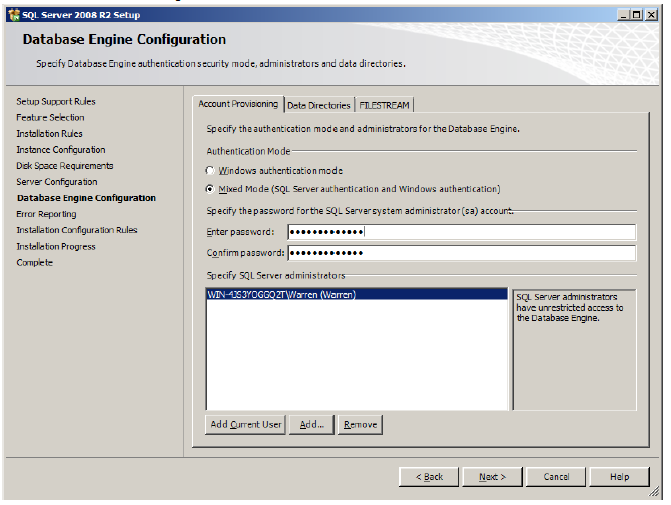 SQL Server 2008 R2 Setup
Database Engine Configuration
Specify Database Engine authentication security mode, administrators and data directories.
Setup Support Rules
Feature Selection
Installation Rules
Instance Configuration
Disk Space Requirements
Server Configuration
Database Engine Configuration
Error Reporting
Installation Configuration Rules
Installation Progress
Complete
Account Provisioning Data Directories FILESTREAM
Specify the authentication mode and administrators for the Database Engine.
Authentication Mode
Windows authentication mode
Mixed Mode (SQL Server authentication and Windows authentication)
Specify the password for the SQL Server system administrator (sa) account.
Enter password: ●●●●●●●●●●●●●
Confirm password: ●●●●●●●●●●●●●
Specify SQL Server administrators
WIN-4JS3YOGGQZT\Warren (Warren)
SQL Server administrators
have unrestricted access to
the Database Engine.
Add Current User Add... Remove
< Back Next > Cancel Help